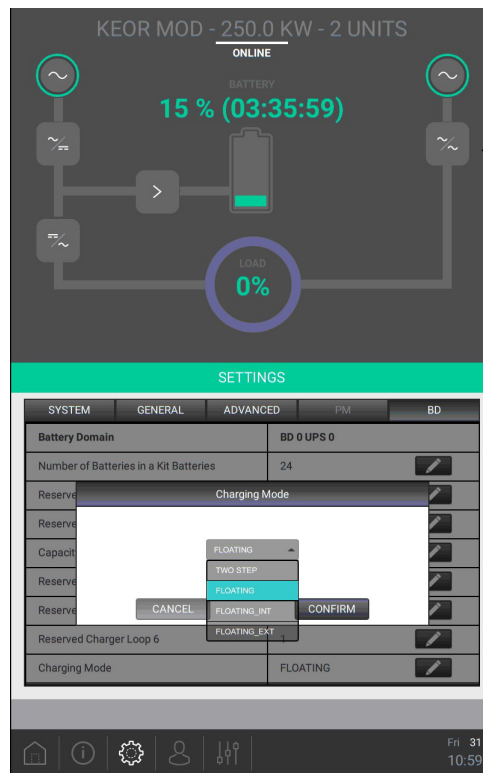 KEOR MOD - 250.0 KW - 2 UNITS
ONLINE
BATTERY
15 % (03:35:59)
LOAD
0%
SETTINGS
SYSTEM GENERAL ADVANCED PM BD
Battery Domain BD 0 UPS 0
Number of Batteries in a Kit Batteries 24
Reserve
Charging Mode
Reserve
Capacit
FLOATING
TWO STEP
Reserve
FLOATING
Reserve
CANCEL FLOATING_INT CONFIRM
FLOATING_EXT
Reserved Charger Loop 6 1
Charging Mode FLOATING
Fri 31
10:59